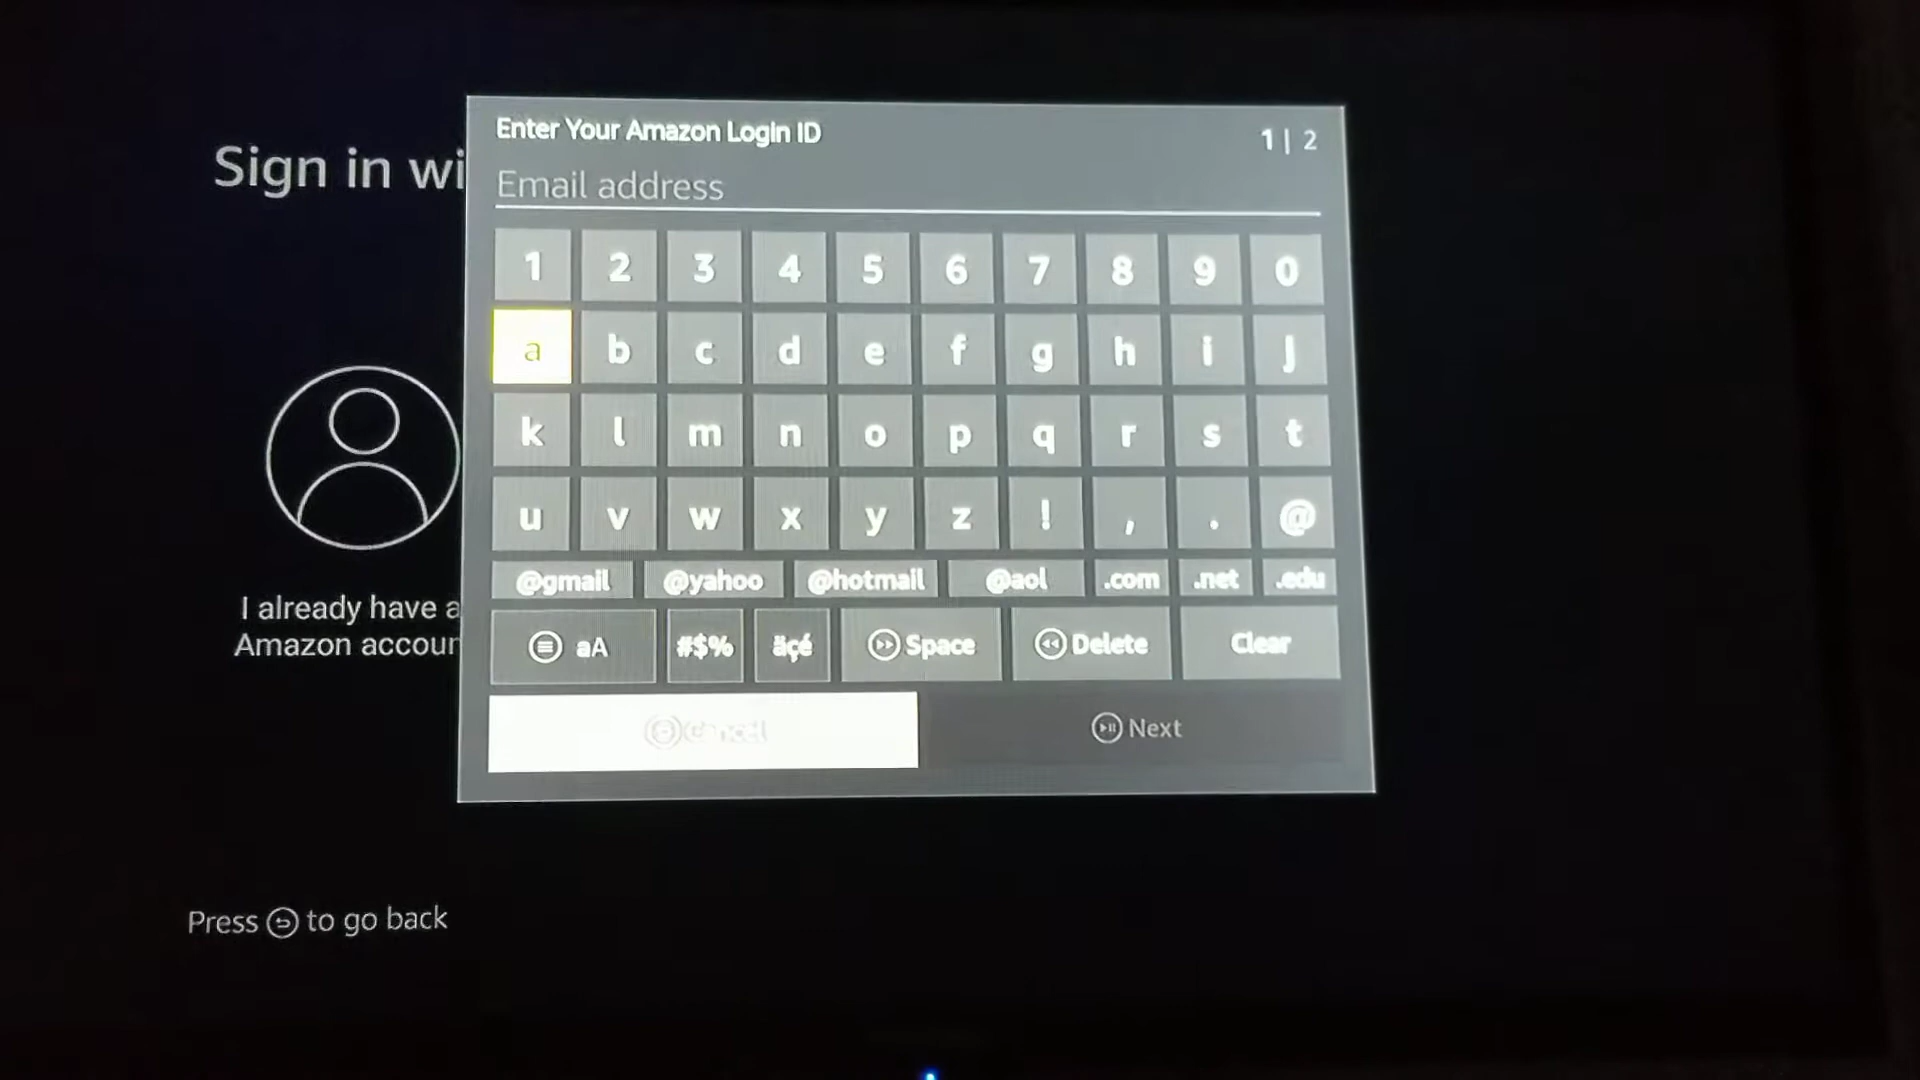 Sign in wi
Enter Your Amazon Login ID
1 | 2
Email address
1 2 3 4 5 6 7 8 9 0
a b c d e f g h i j
k l m n o p q r s t
u v w x y z ! , . @
@gmail @yahoo @hotmail @aol .com .net .edu
aA #$% äçé Space Delete Clear
Cancel Next
I already have a
Amazon accour
Press to go back